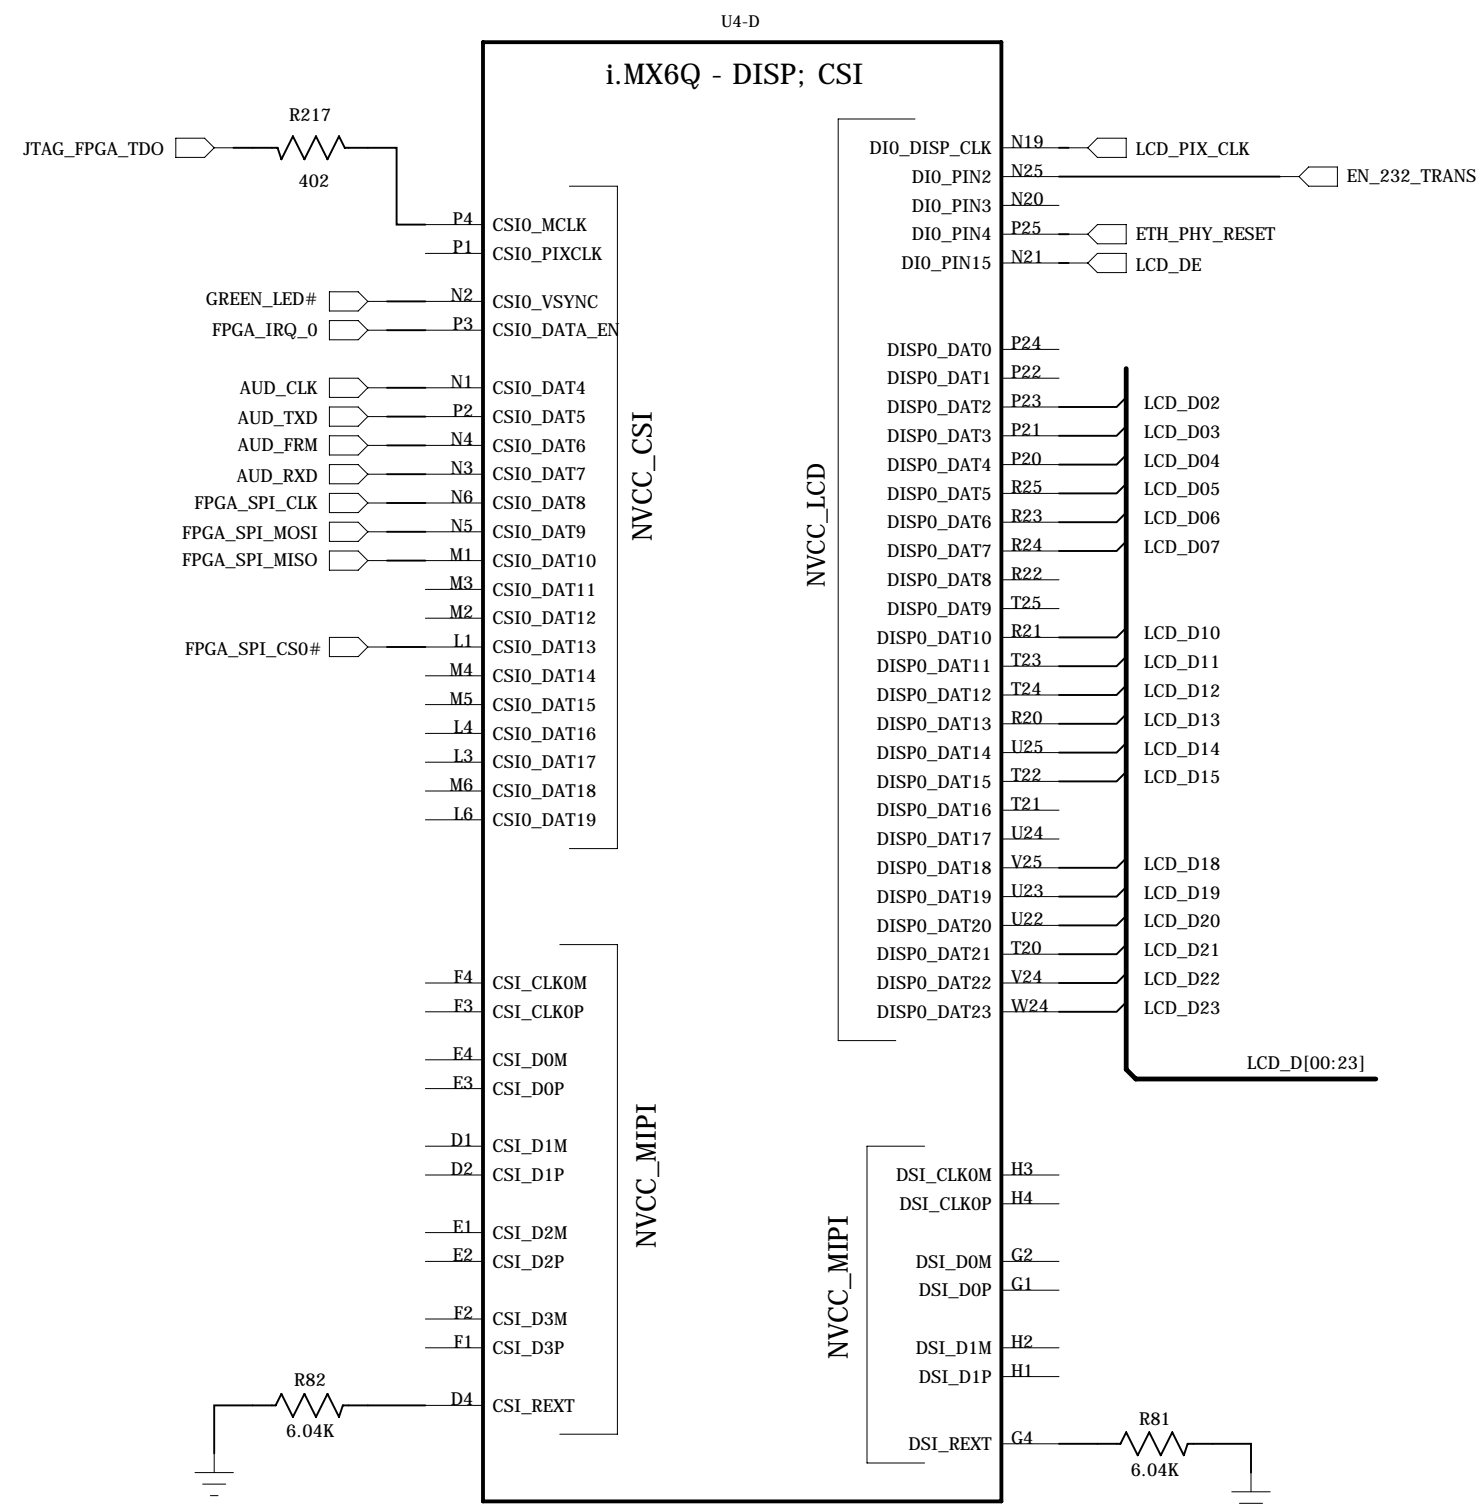 U4-D
i.MX6Q - DISP; CSI
R217
JTAG_FPGA_TDO
402
P4 CSI0_MCLK
P1 CSI0_PIXCLK
GREEN_LED# N2 CSI0_VSYNC
FPGA_IRQ_0 P3 CSI0_DATA_EN
AUD_CLK N1 CSI0_DAT4
AUD_TXD P2 CSI0_DAT5
AUD_FRM N4 CSI0_DAT6
AUD_RXD N3 CSI0_DAT7
FPGA_SPI_CLK N6 CSI0_DAT8
FPGA_SPI_MOSI N5 CSI0_DAT9
FPGA_SPI_MISO M1 CSI0_DAT10
M3 CSI0_DAT11
M2 CSI0_DAT12
FPGA_SPI_CS0# L1 CSI0_DAT13
M4 CSI0_DAT14
M5 CSI0_DAT15
L4 CSI0_DAT16
L3 CSI0_DAT17
M6 CSI0_DAT18
L6 CSI0_DAT19
NVCC_CSI
F4 CSI_CLK0M
F3 CSI_CLK0P
E4 CSI_D0M
E3 CSI_D0P
D1 CSI_D1M
D2 CSI_D1P
E1 CSI_D2M
E2 CSI_D2P
F2 CSI_D3M
F1 CSI_D3P
R82
6.04K
D4 CSI_REXT
NVCC_MIPI
DI0_DISP_CLK N19 LCD_PIX_CLK
DI0_PIN2 N25 EN_232_TRANS
DI0_PIN3 N20
DI0_PIN4 P25 ETH_PHY_RESET
DI0_PIN15 N21 LCD_DE
DISP0_DAT0 P24
DISP0_DAT1 P22
DISP0_DAT2 P23 LCD_D02
DISP0_DAT3 P21 LCD_D03
DISP0_DAT4 P20 LCD_D04
DISP0_DAT5 R25 LCD_D05
DISP0_DAT6 R23 LCD_D06
DISP0_DAT7 R24 LCD_D07
DISP0_DAT8 R22
DISP0_DAT9 T25
DISP0_DAT10 R21 LCD_D10
DISP0_DAT11 T23 LCD_D11
DISP0_DAT12 T24 LCD_D12
DISP0_DAT13 R20 LCD_D13
DISP0_DAT14 U25 LCD_D14
DISP0_DAT15 T22 LCD_D15
DISP0_DAT16 T21
DISP0_DAT17 U24
DISP0_DAT18 V25 LCD_D18
DISP0_DAT19 U23 LCD_D19
DISP0_DAT20 U22 LCD_D20
DISP0_DAT21 T20 LCD_D21
DISP0_DAT22 V24 LCD_D22
DISP0_DAT23 W24 LCD_D23
NVCC_LCD
LCD_D[00:23]
DSI_CLK0M H3
DSI_CLK0P H4
DSI_D0M G2
DSI_D0P G1
DSI_D1M H2
DSI_D1P H1
DSI_REXT G4
NVCC_MIPI
R81
6.04K